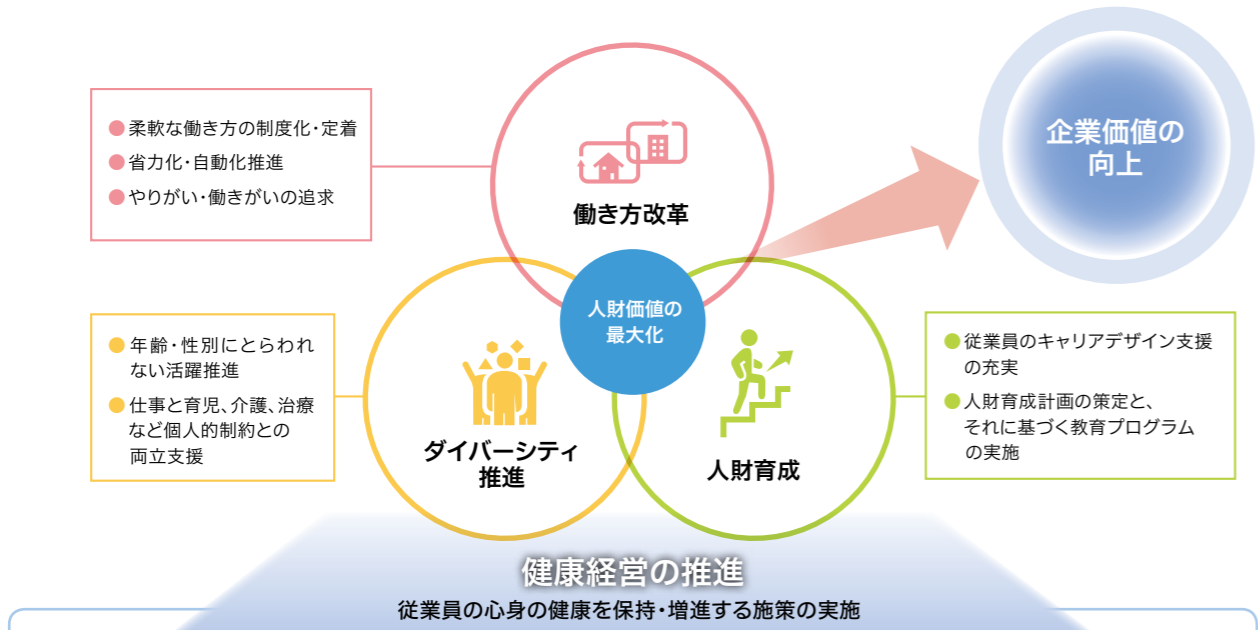 ●柔軟な働き方の制度化・定着
●省力化・自動化推進
●やりがい・働きがいの追求
働き方改革
企業価値の
向上
人財価値の
最大化
●年齢・性別にとらわれ
ない活躍推進
●仕事と育児、介護、治療
など個人的制約との
両立支援
ダイバーシティ
推進
人財育成
●従業員のキャリアデザイン支援
の充実
●人財育成計画の策定と、
それに基づく教育プログラム
の実施
健康経営の推進
従業員の心身の健康を保持・増進する施策の実施